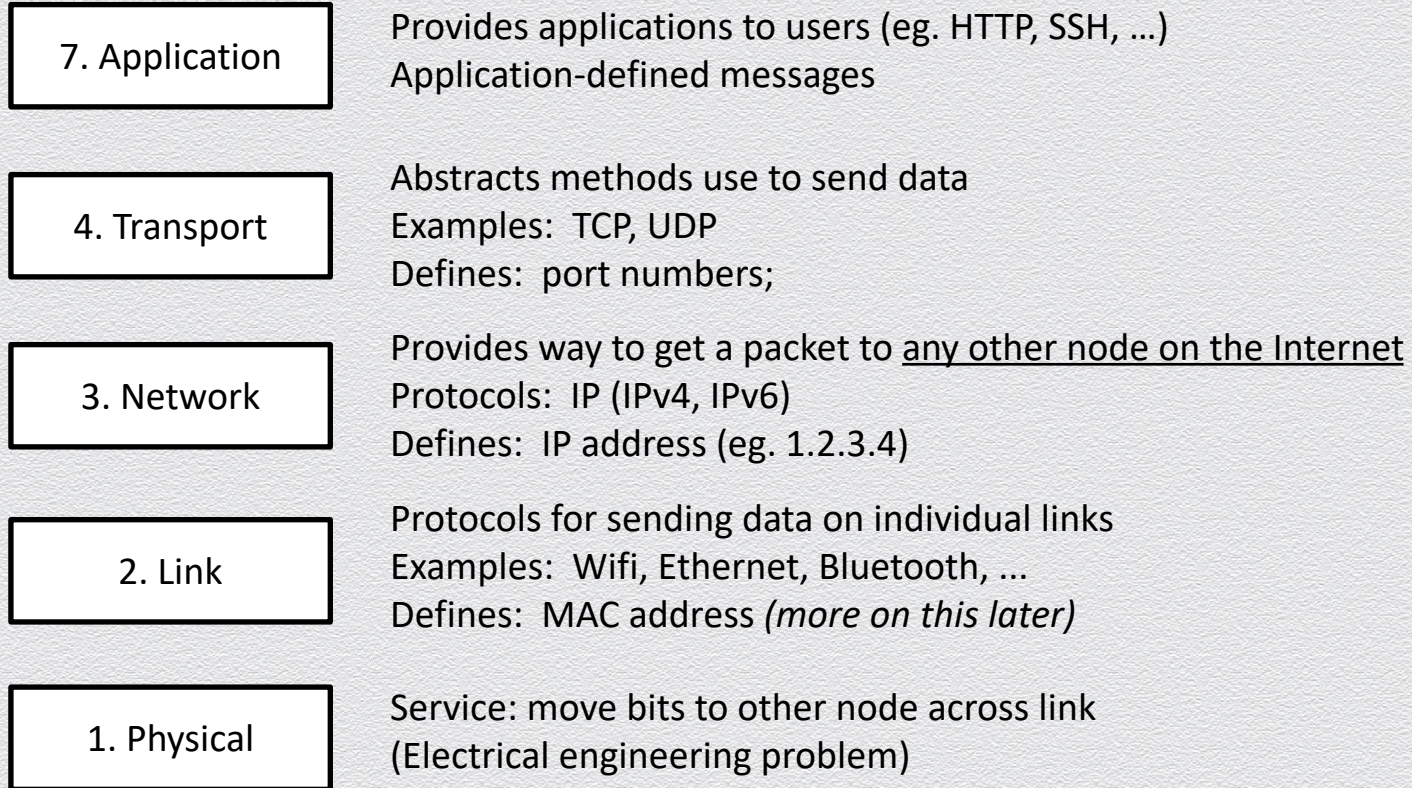 7. Application
Provides applications to users (eg. HTTP, SSH, …)
Application-defined messages
4. Transport
Abstracts methods use to send data
Examples: TCP, UDP
Defines: port numbers;
3. Network
Provides way to get a packet to any other node on the Internet
Protocols: IP (IPv4, IPv6)
Defines: IP address (eg. 1.2.3.4)
2. Link
Protocols for sending data on individual links
Examples: Wifi, Ethernet, Bluetooth, ...
Defines: MAC address (more on this later)
1. Physical
Service: move bits to other node across link
(Electrical engineering problem)